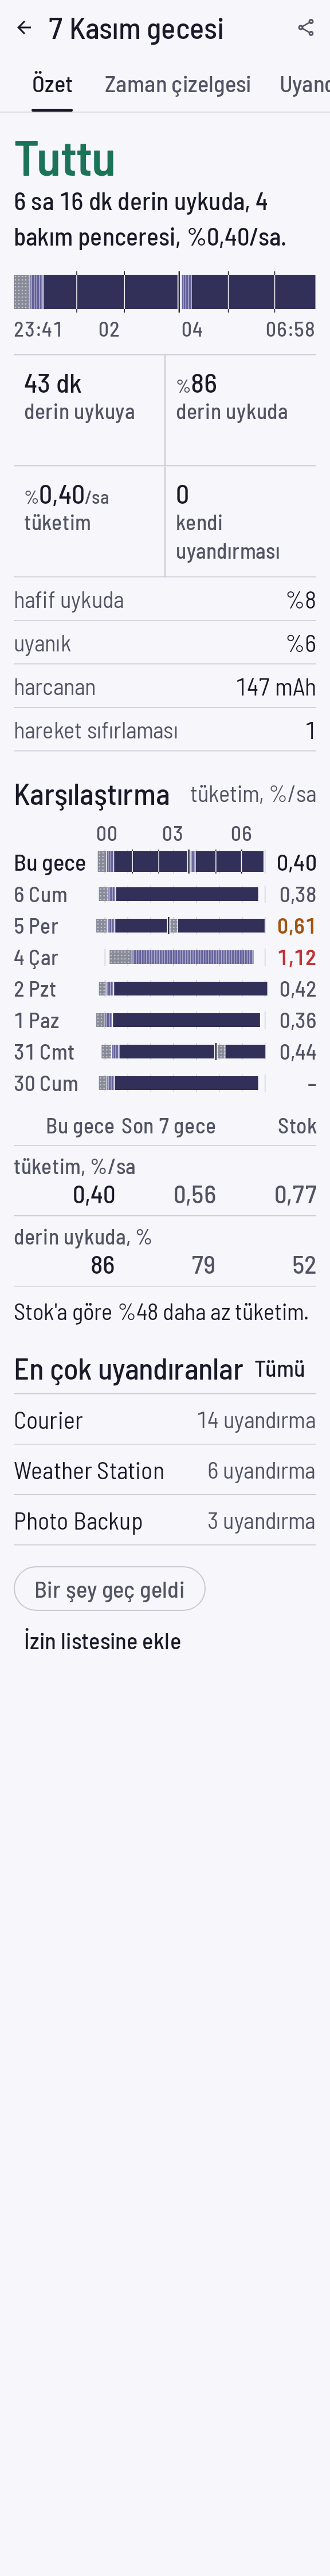 7 Kasım gecesi
Özet Zaman çizelgesi
Tuttu
6 sa 16 dk derin uykuda, 4
bakım penceresi, %0,40/sa.
23:41 02 04 06:58
43 dk
derin uykuya
%86
derin uykuda
%0,40/sa
tüketim
0
kendi
uyandırması
hafif uykuda %8
uyanık %6
harcanan 147 mAh
hareket sıfırlaması 1
Karşılaştırma tüketim, %/sa
00 03 06
Bu gece 0,40
6 Cum 0,38
5 Per 0,61
4 Çar 1,12
2 Pzt 0,42
1 Paz 0,36
31 Cmt 0,44
30 Cum –
Bu gece Son 7 gece Stok
tüketim, %/sa
0,40 0,56 0,77
derin uykuda, %
86 79 52
Stok'a göre %48 daha az tüketim.
En çok uyandıranlar Tümü
Courier 14 uyandırma
Weather Station 6 uyandırma
Photo Backup 3 uyandırma
Bir şey geç geldi
İzin listesine ekle